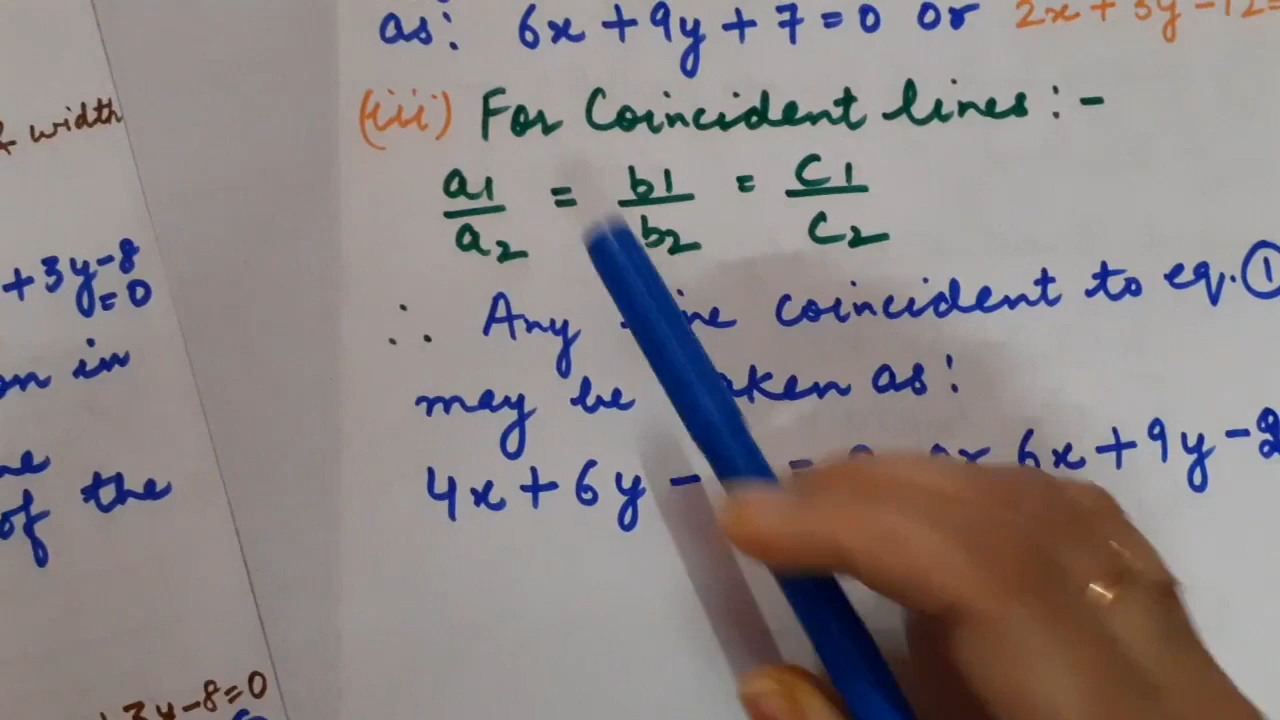 as: 6x + 9y + 7 = 0 or 2x + 3y - 12 =
(iii) For Coincident lines : -
a1/a2 = b1/b2 = C1/C2
∴ Any coincident to eq. ①
may be as:
4x + 6y - = or 6x + 9y - 2
width
+ 3y - 8
= 0
in
of the
3y - 8 = 0